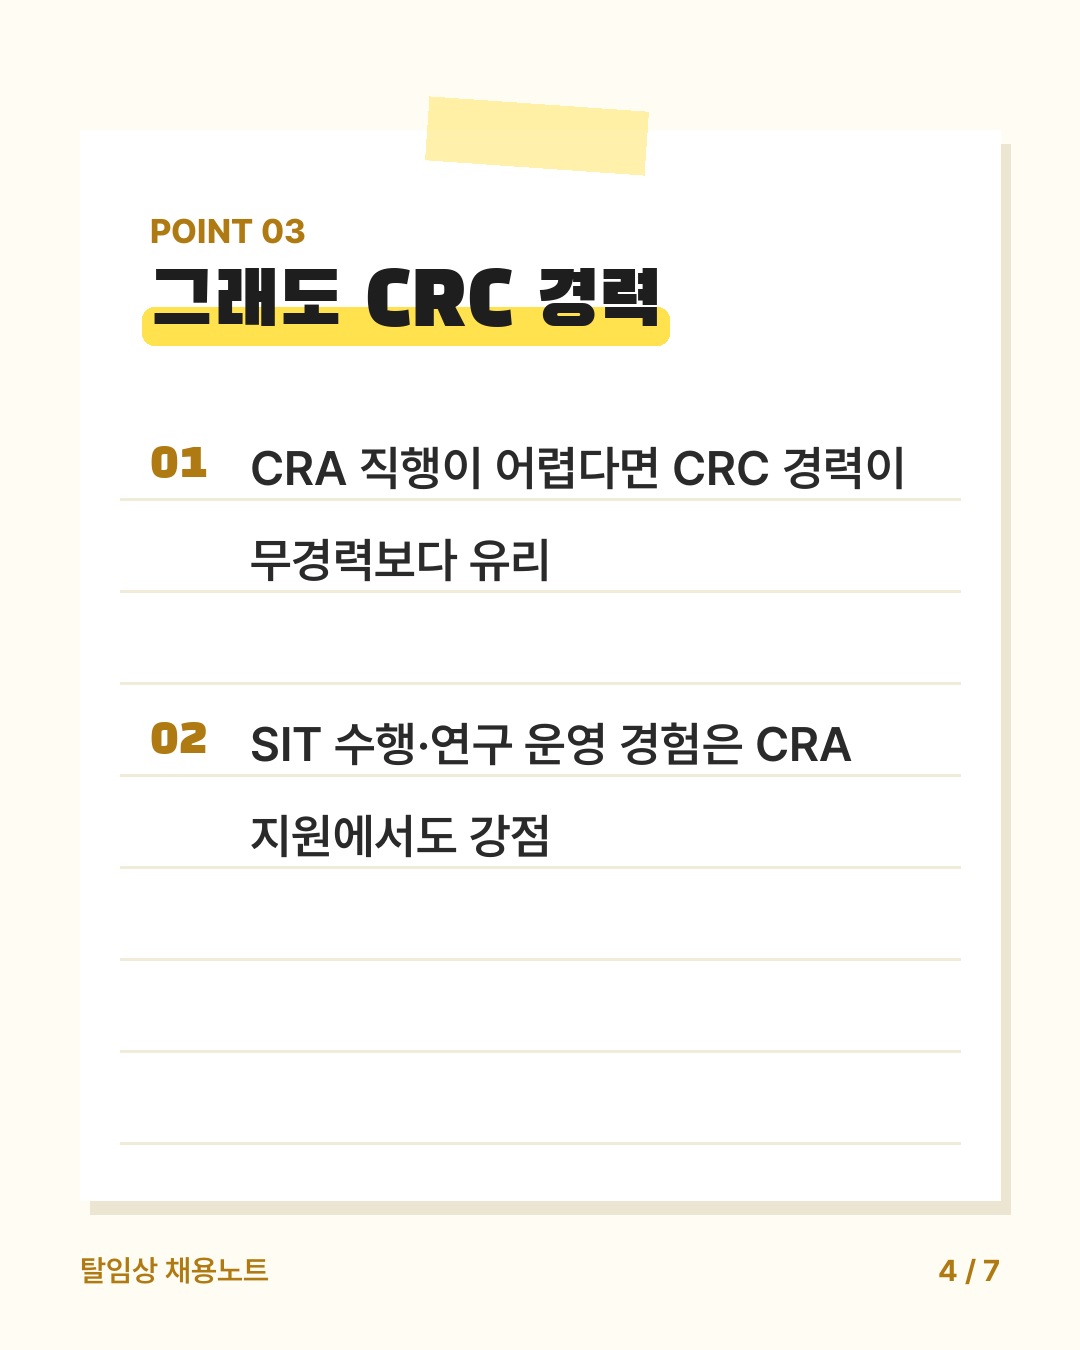 POINT 03
그래도 CRC 경력
01 CRA 직행이 어렵다면 CRC 경력이
무경력보다 유리
02 SIT 수행·연구 운영 경험은 CRA
지원에서도 강점
탈임상 채용노트
4 / 7